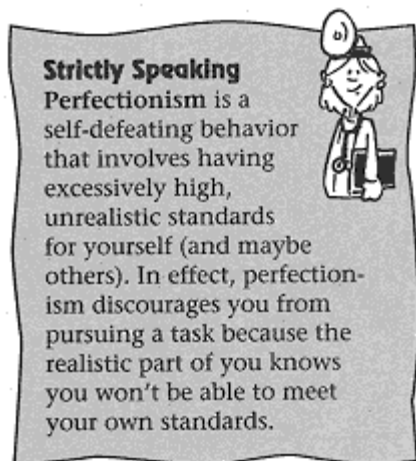 Strictly Speaking
Perfectionism is a
self-defeating behavior
that involves having
excessively high,
unrealistic standards
for yourself (and maybe
others). In effect, perfection-
ism discourages you from
pursuing a task because the
realistic part of you knows
you won't be able to meet
your own standards.